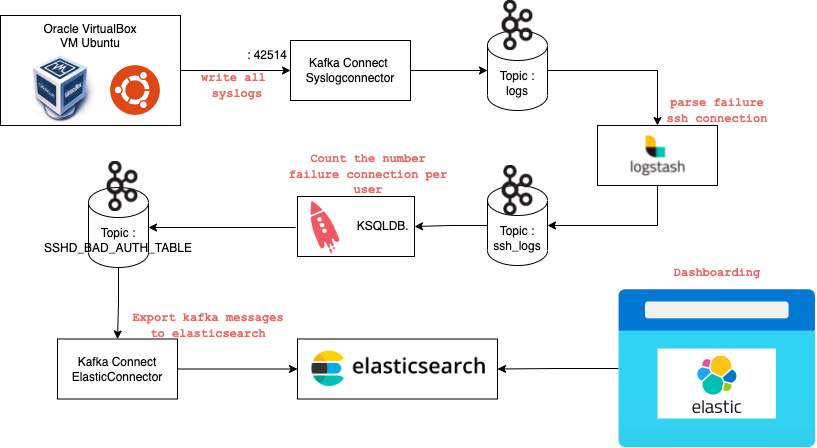 Oracle VirtualBox
VM Ubuntu
: 42514
write all
syslogs
Kafka Connect
Syslogconnector
Topic :
logs
parse failure
ssh connection
logstash
Count the number
failure connection per
user
KSQLDB.
Topic :
ssh_logs
Topic :
SSHD_BAD_AUTH_TABLE
Export kafka messages
to elasticsearch
Kafka Connect
ElasticConnector
elasticsearch
Dashboarding
elastic